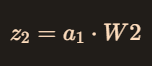 z₂ = a₁ · W2